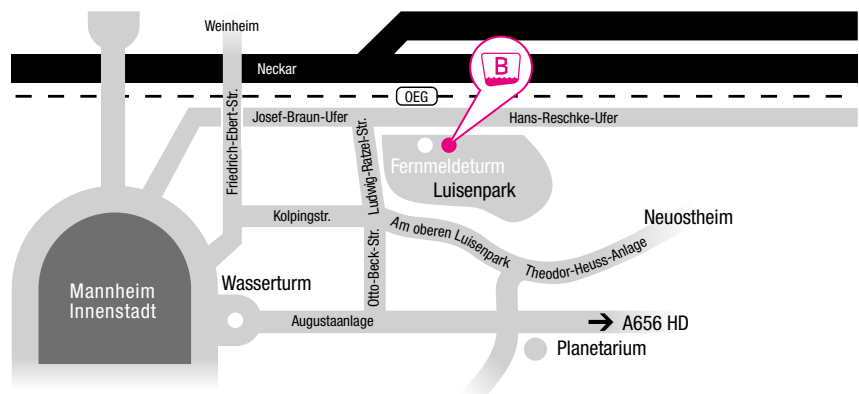 Weinheim
Neckar
B
OEG
Josef-Braun-Ufer
Hans-Reschke-Ufer
Friedrich-Ebert-Str.
Ludwig-Ratzel-Str.
Fernmeldeturm
Luisenpark
Kolpingstr.
Am oberen Luisenpark
Neuostheim
Theodor-Heuss-Anlage
Otto-Beck-Str.
Wasserturm
Mannheim
Innenstadt
Augustaanlage
A656 HD
Planetarium